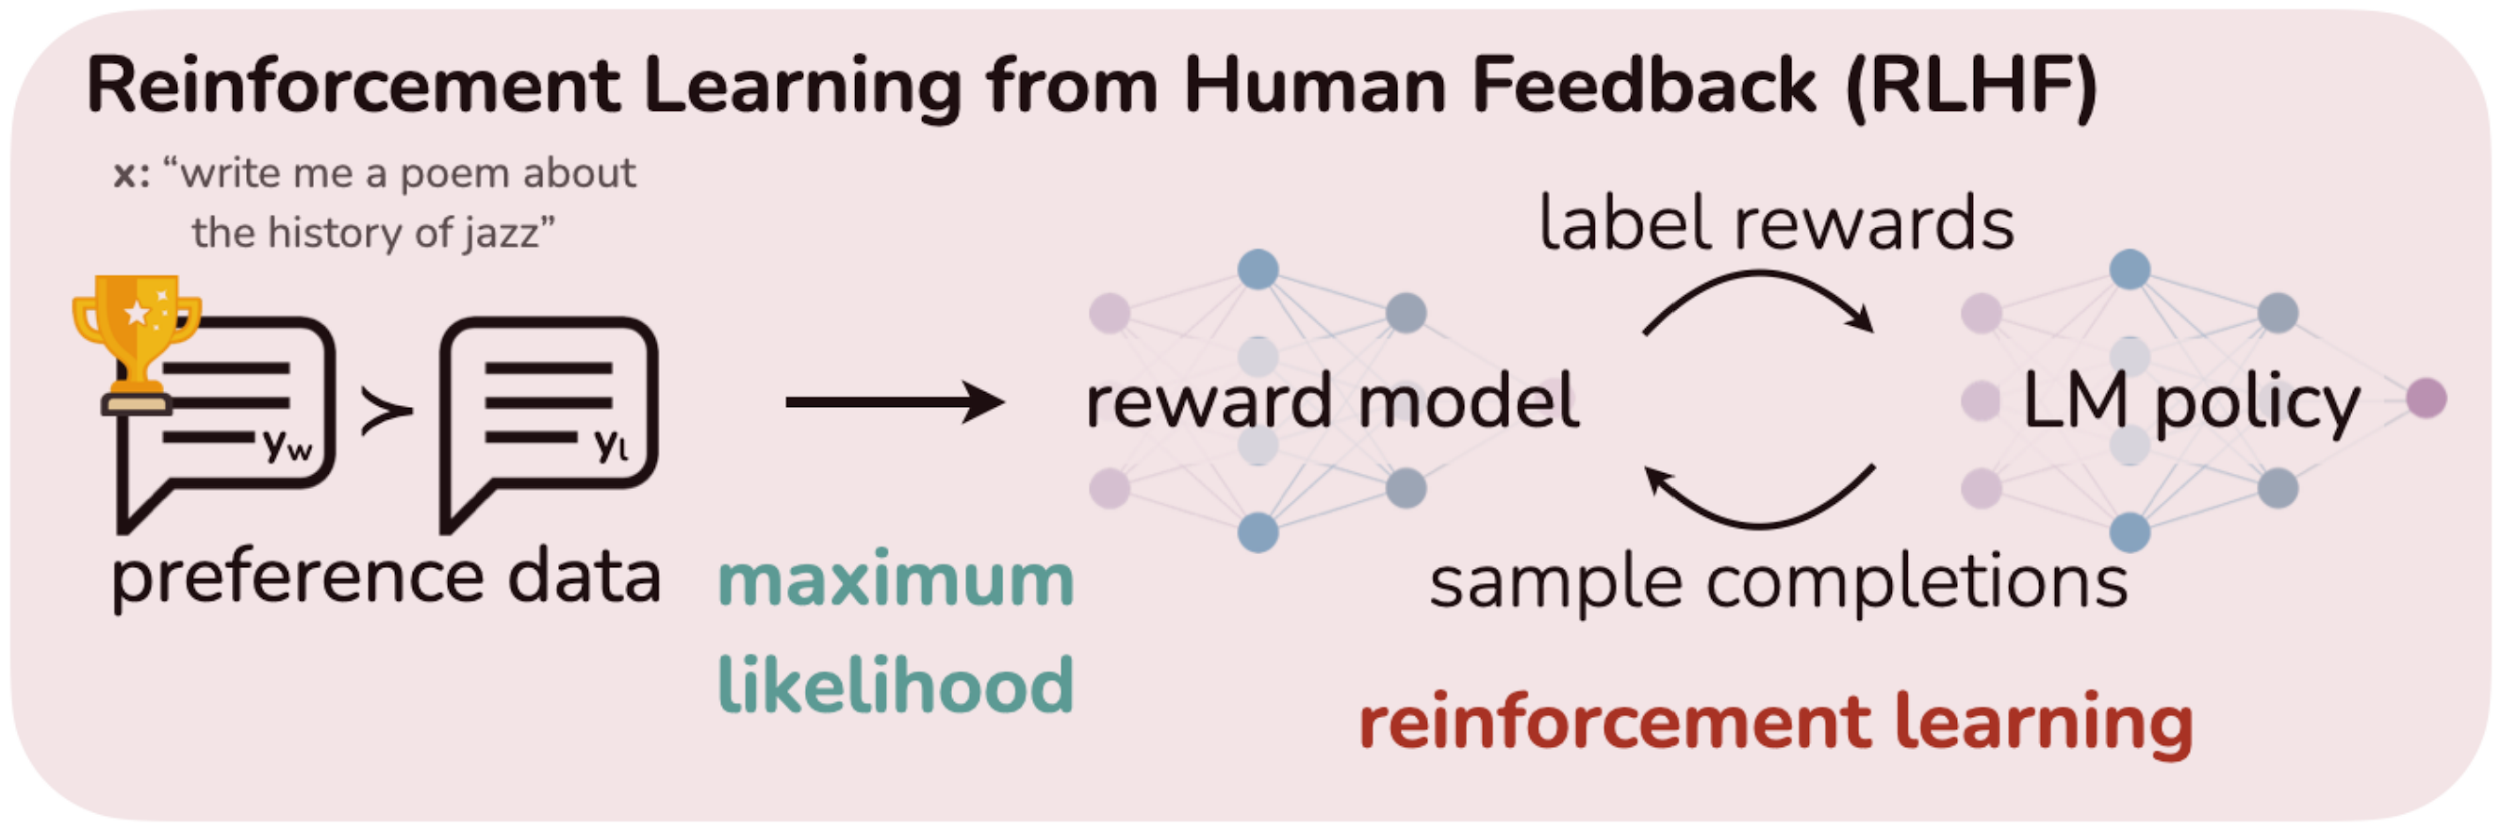 Reinforcement Learning from Human Feedback (RLHF)
x: “write me a poem about
the history of jazz”
label rewards
yw
≻
yl
reward model
LM policy
preference data
maximum
likelihood
sample completions
reinforcement learning